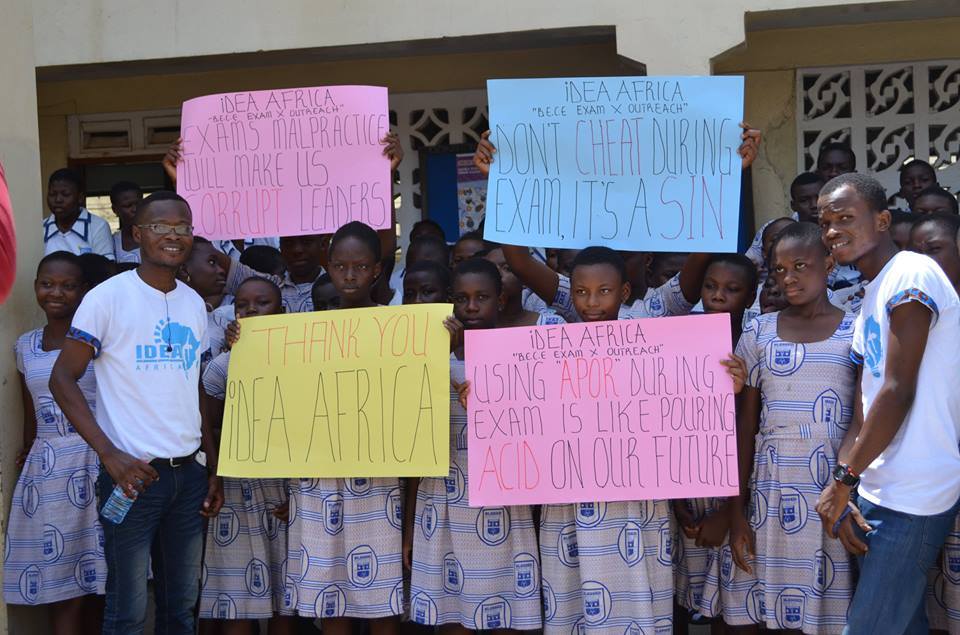 iDEA AFRICA
"B.E.C.E EXAM X OUTREACH"
EXAMS MALPRACTICE
WILL MAKE US
CORRUPT LEADERS
iDEA AFRICA
"B.E.C.E EXAM X OUTREACH"
DON'T CHEAT DURING
EXAM, IT'S A SIN
THANK YOU
iDEA AFRICA
iDEA AFRICA
"B.E.C.E EXAM X OUTREACH"
USING "APOR" DURING
EXAM IS LIKE POURING
ACID ON OUR FUTURE
IDEA
AFRICA